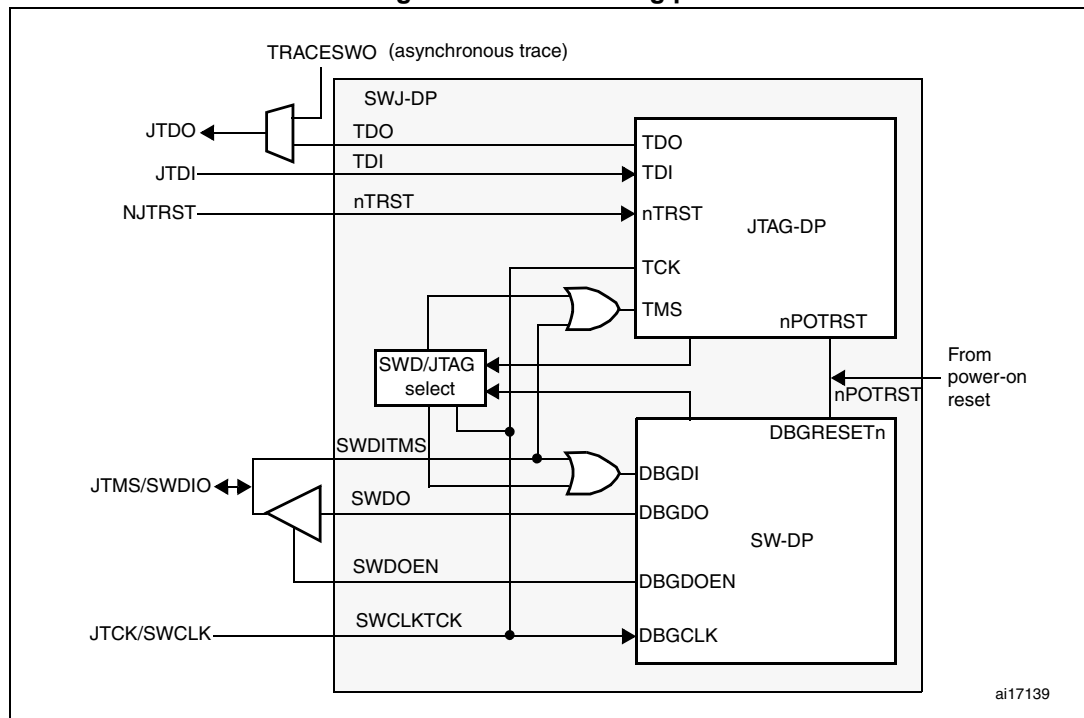 TRACESWO (asynchronous trace)
SWJ-DP
JTDO
TDO
TDO
JTDI
TDI
TDI
NJTRST
nTRST
nTRST
JTAG-DP
TCK
TMS
nPOTRST
SWD/JTAG
select
From
power-on
reset
nPOTRST
DBGRESETn
SWDITMS
DBGDI
JTMS/SWDIO
SWDO
DBGDO
SW-DP
SWDOEN
DBGDOEN
JTCK/SWCLK
SWCLKTCK
DBGCLK
ai17139